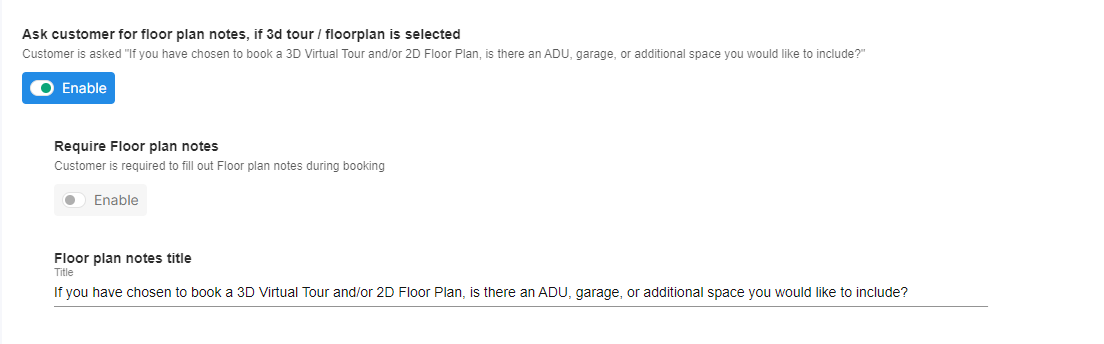 Ask customer for floor plan notes, if 3d tour / floorplan is selected
Customer is asked "If you have chosen to book a 3D Virtual Tour and/or 2D Floor Plan, is there an ADU, garage, or additional space you would like to include?"
Enable
Require Floor plan notes
Customer is required to fill out Floor plan notes during booking
Enable
Floor plan notes title
Title
If you have chosen to book a 3D Virtual Tour and/or 2D Floor Plan, is there an ADU, garage, or additional space you would like to include?